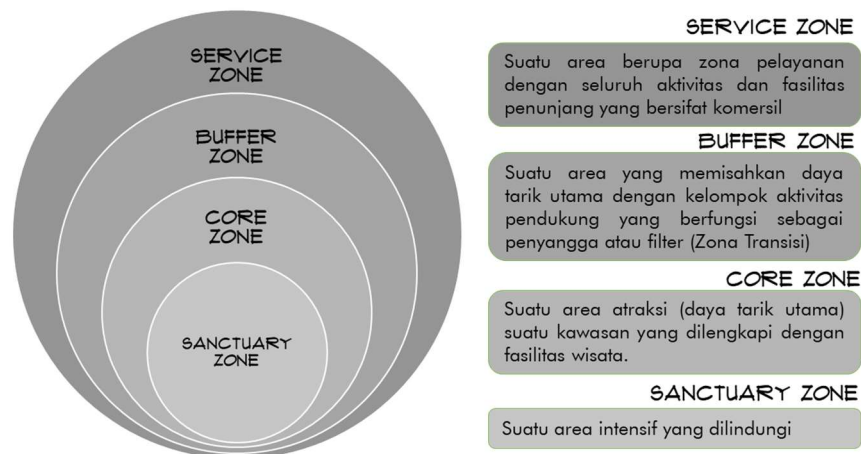 SERVICE
ZONE
BUFFER
ZONE
CORE
ZONE
SANCTUARY
ZONE
SERVICE ZONE
Suatu area berupa zona pelayanan
dengan seluruh aktivitas dan fasilitas
penunjang yang bersifat komersil
BUFFER ZONE
Suatu area yang memisahkan daya
tarik utama dengan kelompok aktivitas
pendukung yang berfungsi sebagai
penyangga atau filter (Zona Transisi)
CORE ZONE
Suatu area atraksi (daya tarik utama)
suatu kawasan yang dilengkapi dengan
fasilitas wisata.
SANCTUARY ZONE
Suatu area intensif yang dilindungi